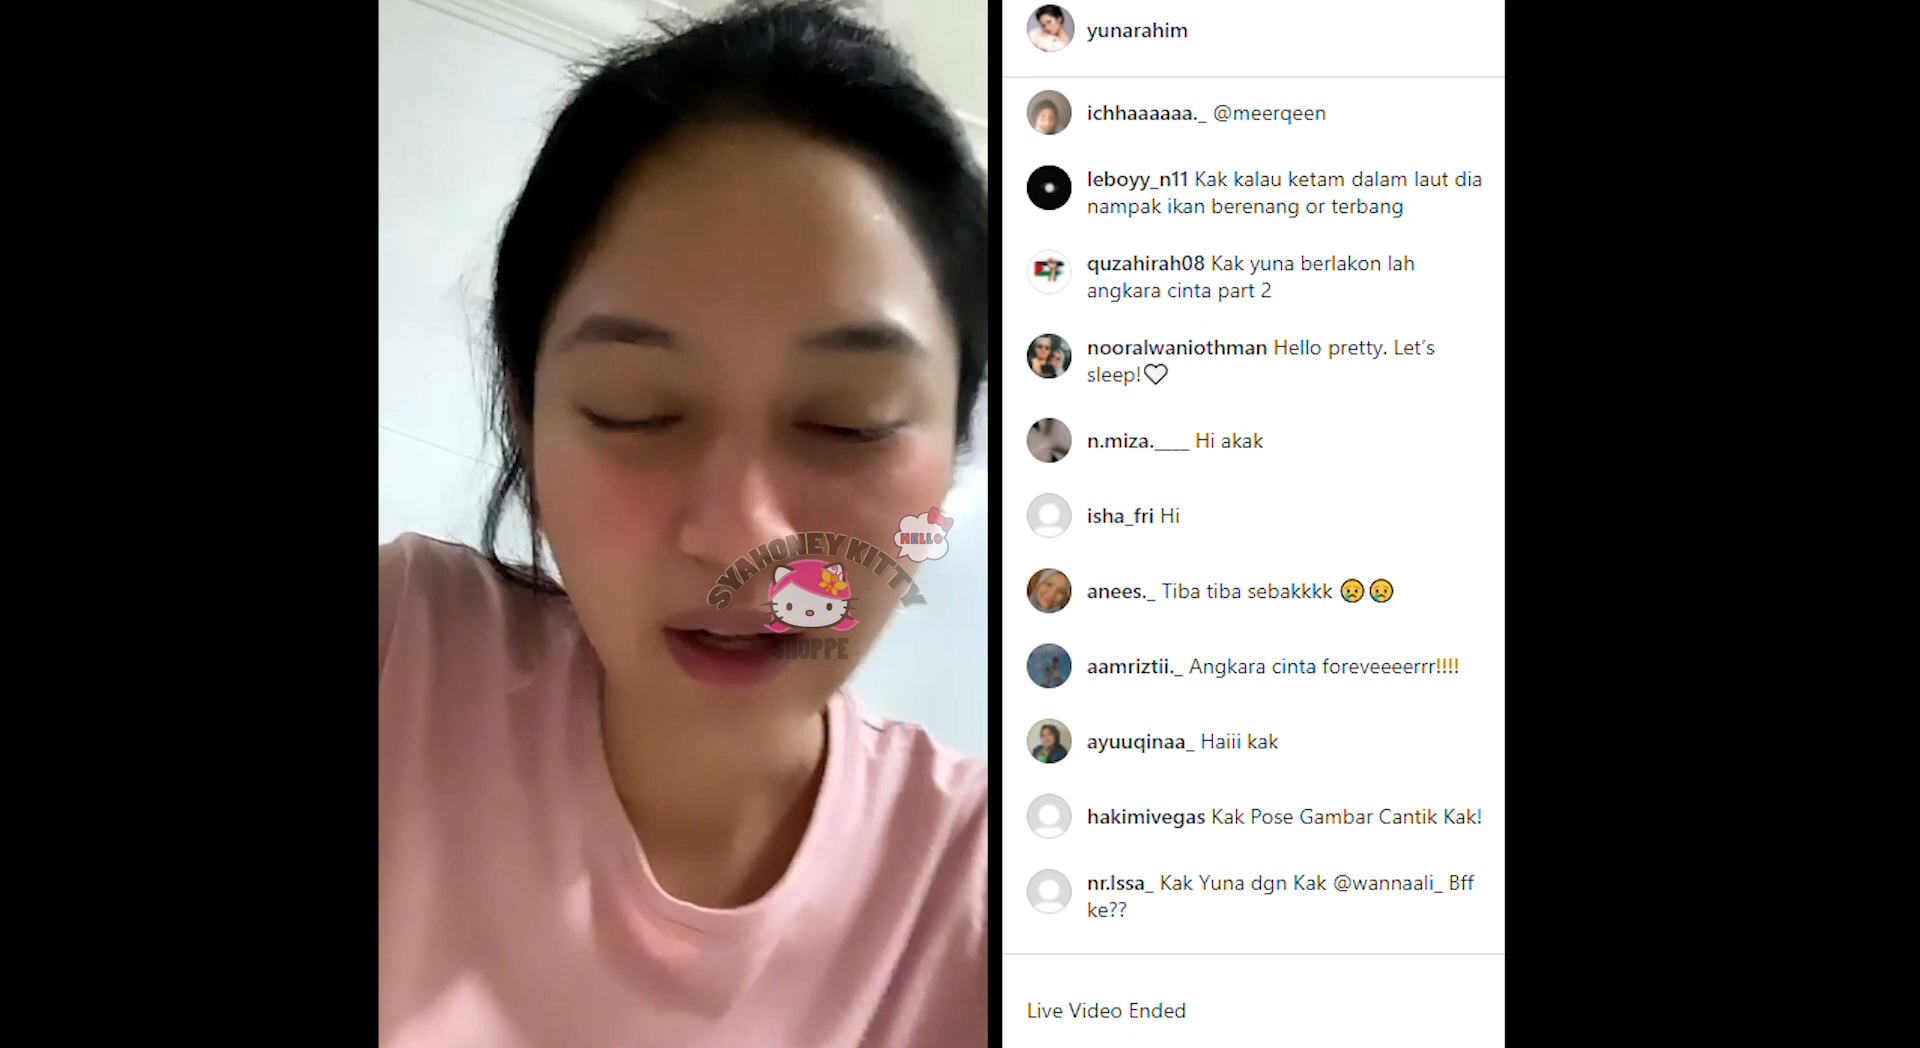 yunarahim
ichhaaaaaa._ @meerqeen
leboyy_n11 Kak kalau ketam dalam laut dia
nampak ikan berenang or terbang
quzahirah08 Kak yuna berlakon lah
angkara cinta part 2
nooralwaniothman Hello pretty. Let's
sleep!🤍
n.miza.____ Hi akak
isha_fri Hi
anees._ Tiba tiba sebakkkk 😢😢
aamriztii._ Angkara cinta foreveeeerrr!!!!
ayuuqinaa_ Haiii kak
hakimivegas Kak Pose Gambar Cantik Kak!
nr.lssa_ Kak Yuna dgn Kak @wannaali_ Bff
ke??
Live Video Ended
HELLO
SYAHONEYKITTY
SHOPPE